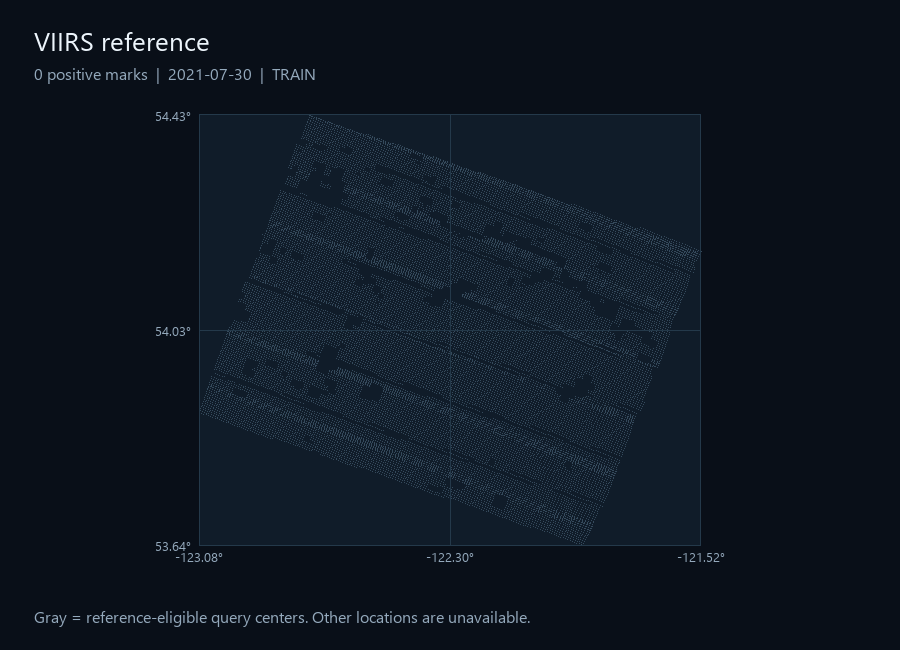 VIIRS reference
0 positive marks | 2021-07-30 | TRAIN
54.43°
54.03°
53.64°
-123.08°
-122.30°
-121.52°
Gray = reference-eligible query centers. Other locations are unavailable.